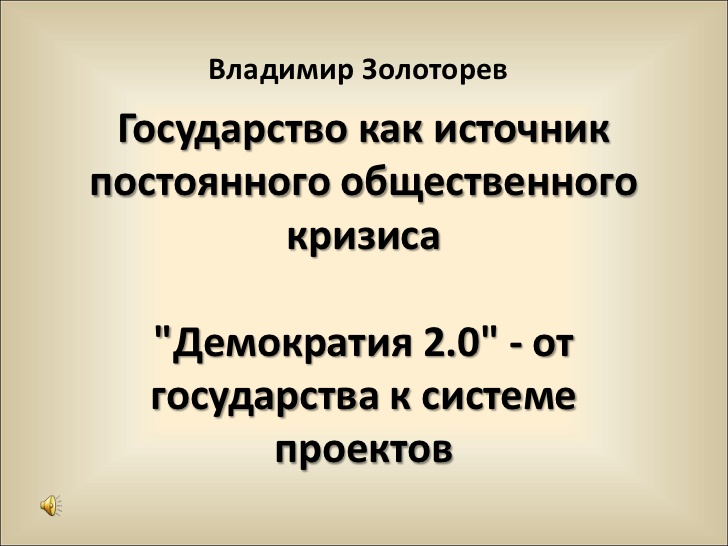 Владимир Золоторев
Государство как источник
постоянного общественного
кризиса
"Демократия 2.0" - от
государства к системе
проектов